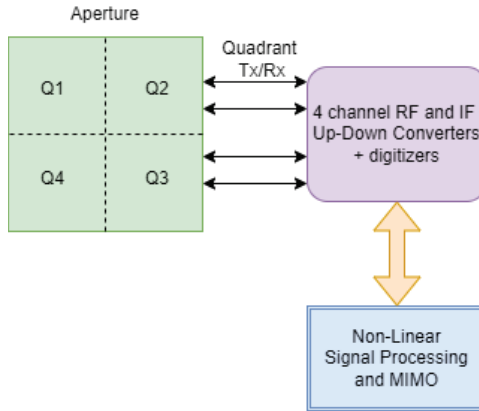 Aperture
Quadrant
Tx/Rx
Q1
Q2
Q4
Q3
4 channel RF and IF
Up-Down Converters
+ digitizers
Non-Linear
Signal Processing
and MIMO